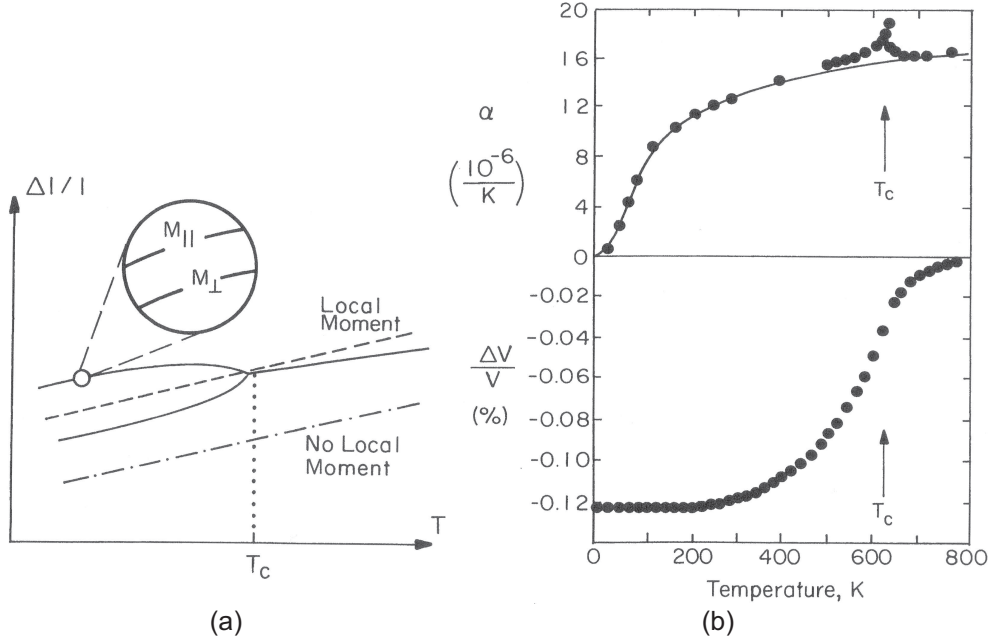 Δl/l
M||
M⊥
Local
Moment
No Local
Moment
T
Tc
(a)
20
16
12
8
4
0
α
(10⁻⁶/K)
Tc
-0.02
-0.04
-0.06
-0.08
-0.10
-0.12
ΔV/V
(%)
Tc
0 200 400 600 800
Temperature, K
(b)